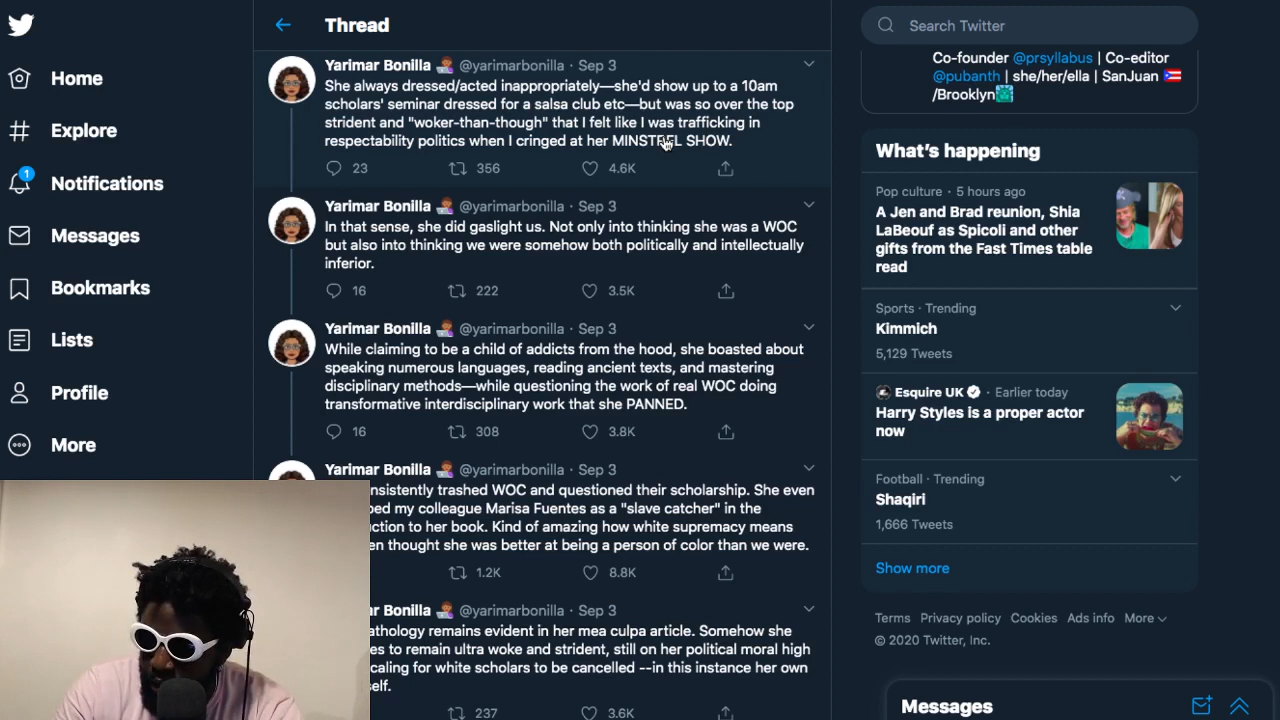 Home
Explore
1
Notifications
Messages
Bookmarks
Lists
Profile
More
Thread
Yarimar Bonilla @yarimarbonilla · Sep 3
She always dressed/acted inappropriately—she'd show up to a 10am
scholars' seminar dressed for a salsa club etc—but was so over the top
strident and "woker-than-though" that I felt like I was trafficking in
respectability politics when I cringed at her MINSTREL SHOW.
23 356 4.6K
Yarimar Bonilla @yarimarbonilla · Sep 3
In that sense, she did gaslight us. Not only into thinking she was a WOC
but also into thinking we were somehow both politically and intellectually
inferior.
16 222 3.5K
Yarimar Bonilla @yarimarbonilla · Sep 3
While claiming to be a child of addicts from the hood, she boasted about
speaking numerous languages, reading ancient texts, and mastering
disciplinary methods—while questioning the work of real WOC doing
transformative interdisciplinary work that she PANNED.
16 308 3.8K
Yarimar Bonilla @yarimarbonilla · Sep 3
nsistently trashed WOC and questioned their scholarship. She even
ped my colleague Marisa Fuentes as a "slave catcher" in the
uction to her book. Kind of amazing how white supremacy means
en thought she was better at being a person of color than we were.
1.2K 8.8K
Bonilla @yarimarbonilla · Sep 3
athology remains evident in her mea culpa article. Somehow she
es to remain ultra woke and strident, still on her political moral high
caling for white scholars to be cancelled --in this instance her own
self.
237 3.6K
Search Twitter
Co-founder @prsyllabus | Co-editor
@pubanth | she/her/ella | SanJuan
/Brooklyn
What's happening
Pop culture · 5 hours ago
A Jen and Brad reunion, Shia
LaBeouf as Spicoli and other
gifts from the Fast Times table
read
Sports · Trending
Kimmich
5,129 Tweets
Esquire UK · Earlier today
Harry Styles is a proper actor
now
Football · Trending
Shaqiri
1,666 Tweets
Show more
Terms Privacy policy Cookies Ads info More
© 2020 Twitter, Inc.
Messages